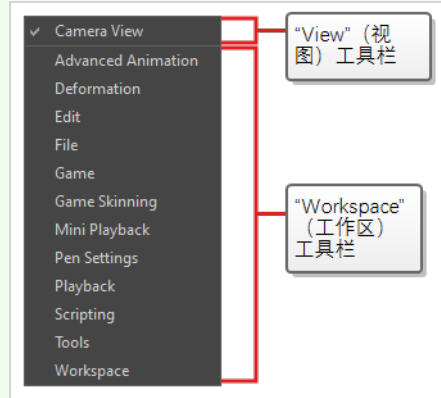 Camera View
Advanced Animation
Deformation
Edit
File
Game
Game Skinning
Mini Playback
Pen Settings
Playback
Scripting
Tools
Workspace
“View”（视
图）工具栏
“Workspace”
（工作区）
工具栏